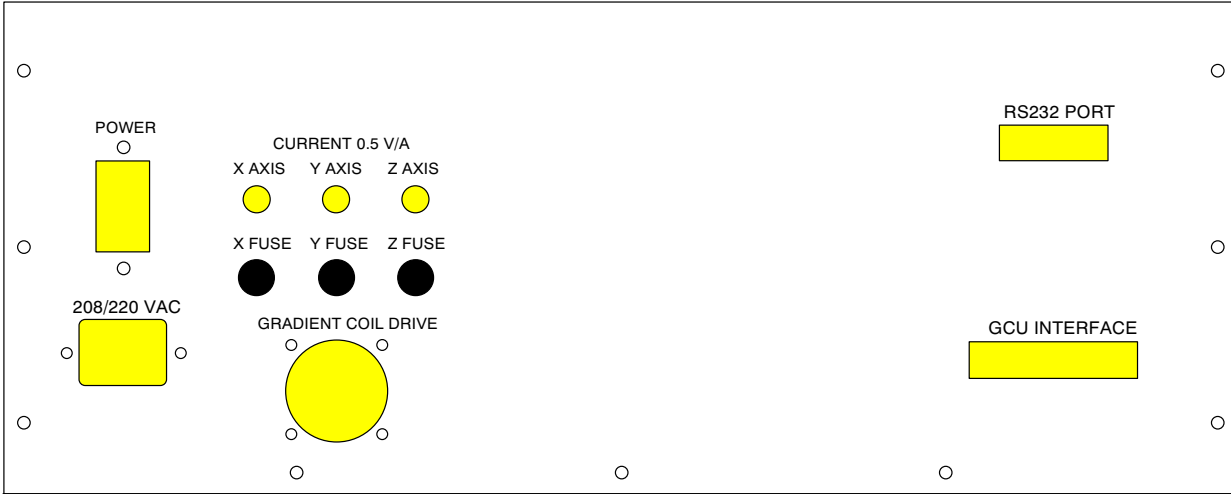 RS232 PORT
POWER
CURRENT 0.5 V/A
X AXIS Y AXIS Z AXIS
X FUSE Y FUSE Z FUSE
208/220 VAC
GRADIENT COIL DRIVE
GCU INTERFACE